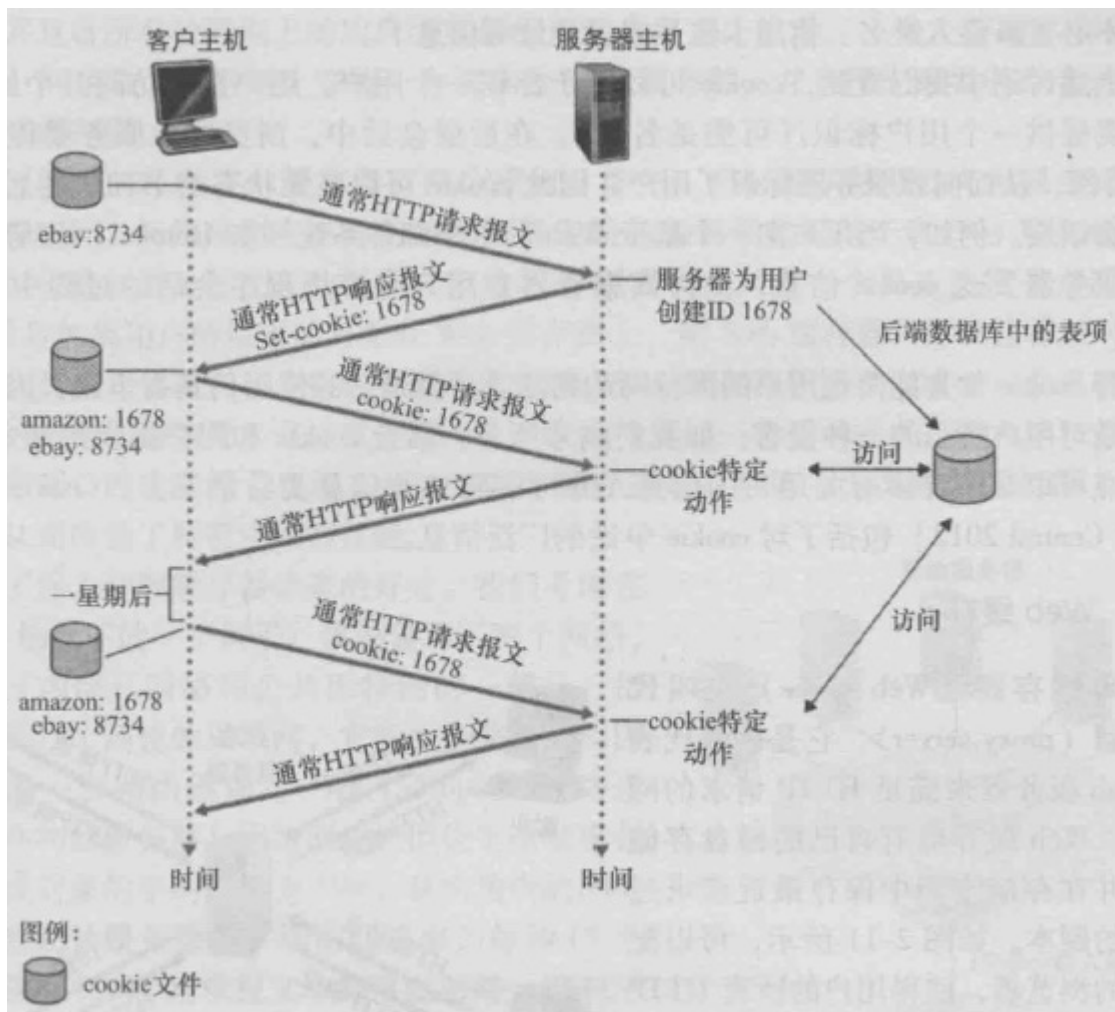 客户主机
服务器主机
通常HTTP请求报文
ebay:8734
服务器为用户
创建ID 1678
通常HTTP响应报文
Set-cookie: 1678
后端数据库中的表项
通常HTTP请求报文
cookie: 1678
amazon: 1678
ebay: 8734
cookie特定
动作
访问
通常HTTP响应报文
一星期后
访问
通常HTTP请求报文
cookie: 1678
amazon: 1678
ebay: 8734
cookie特定
动作
通常HTTP响应报文
时间
时间
图例:
cookie文件